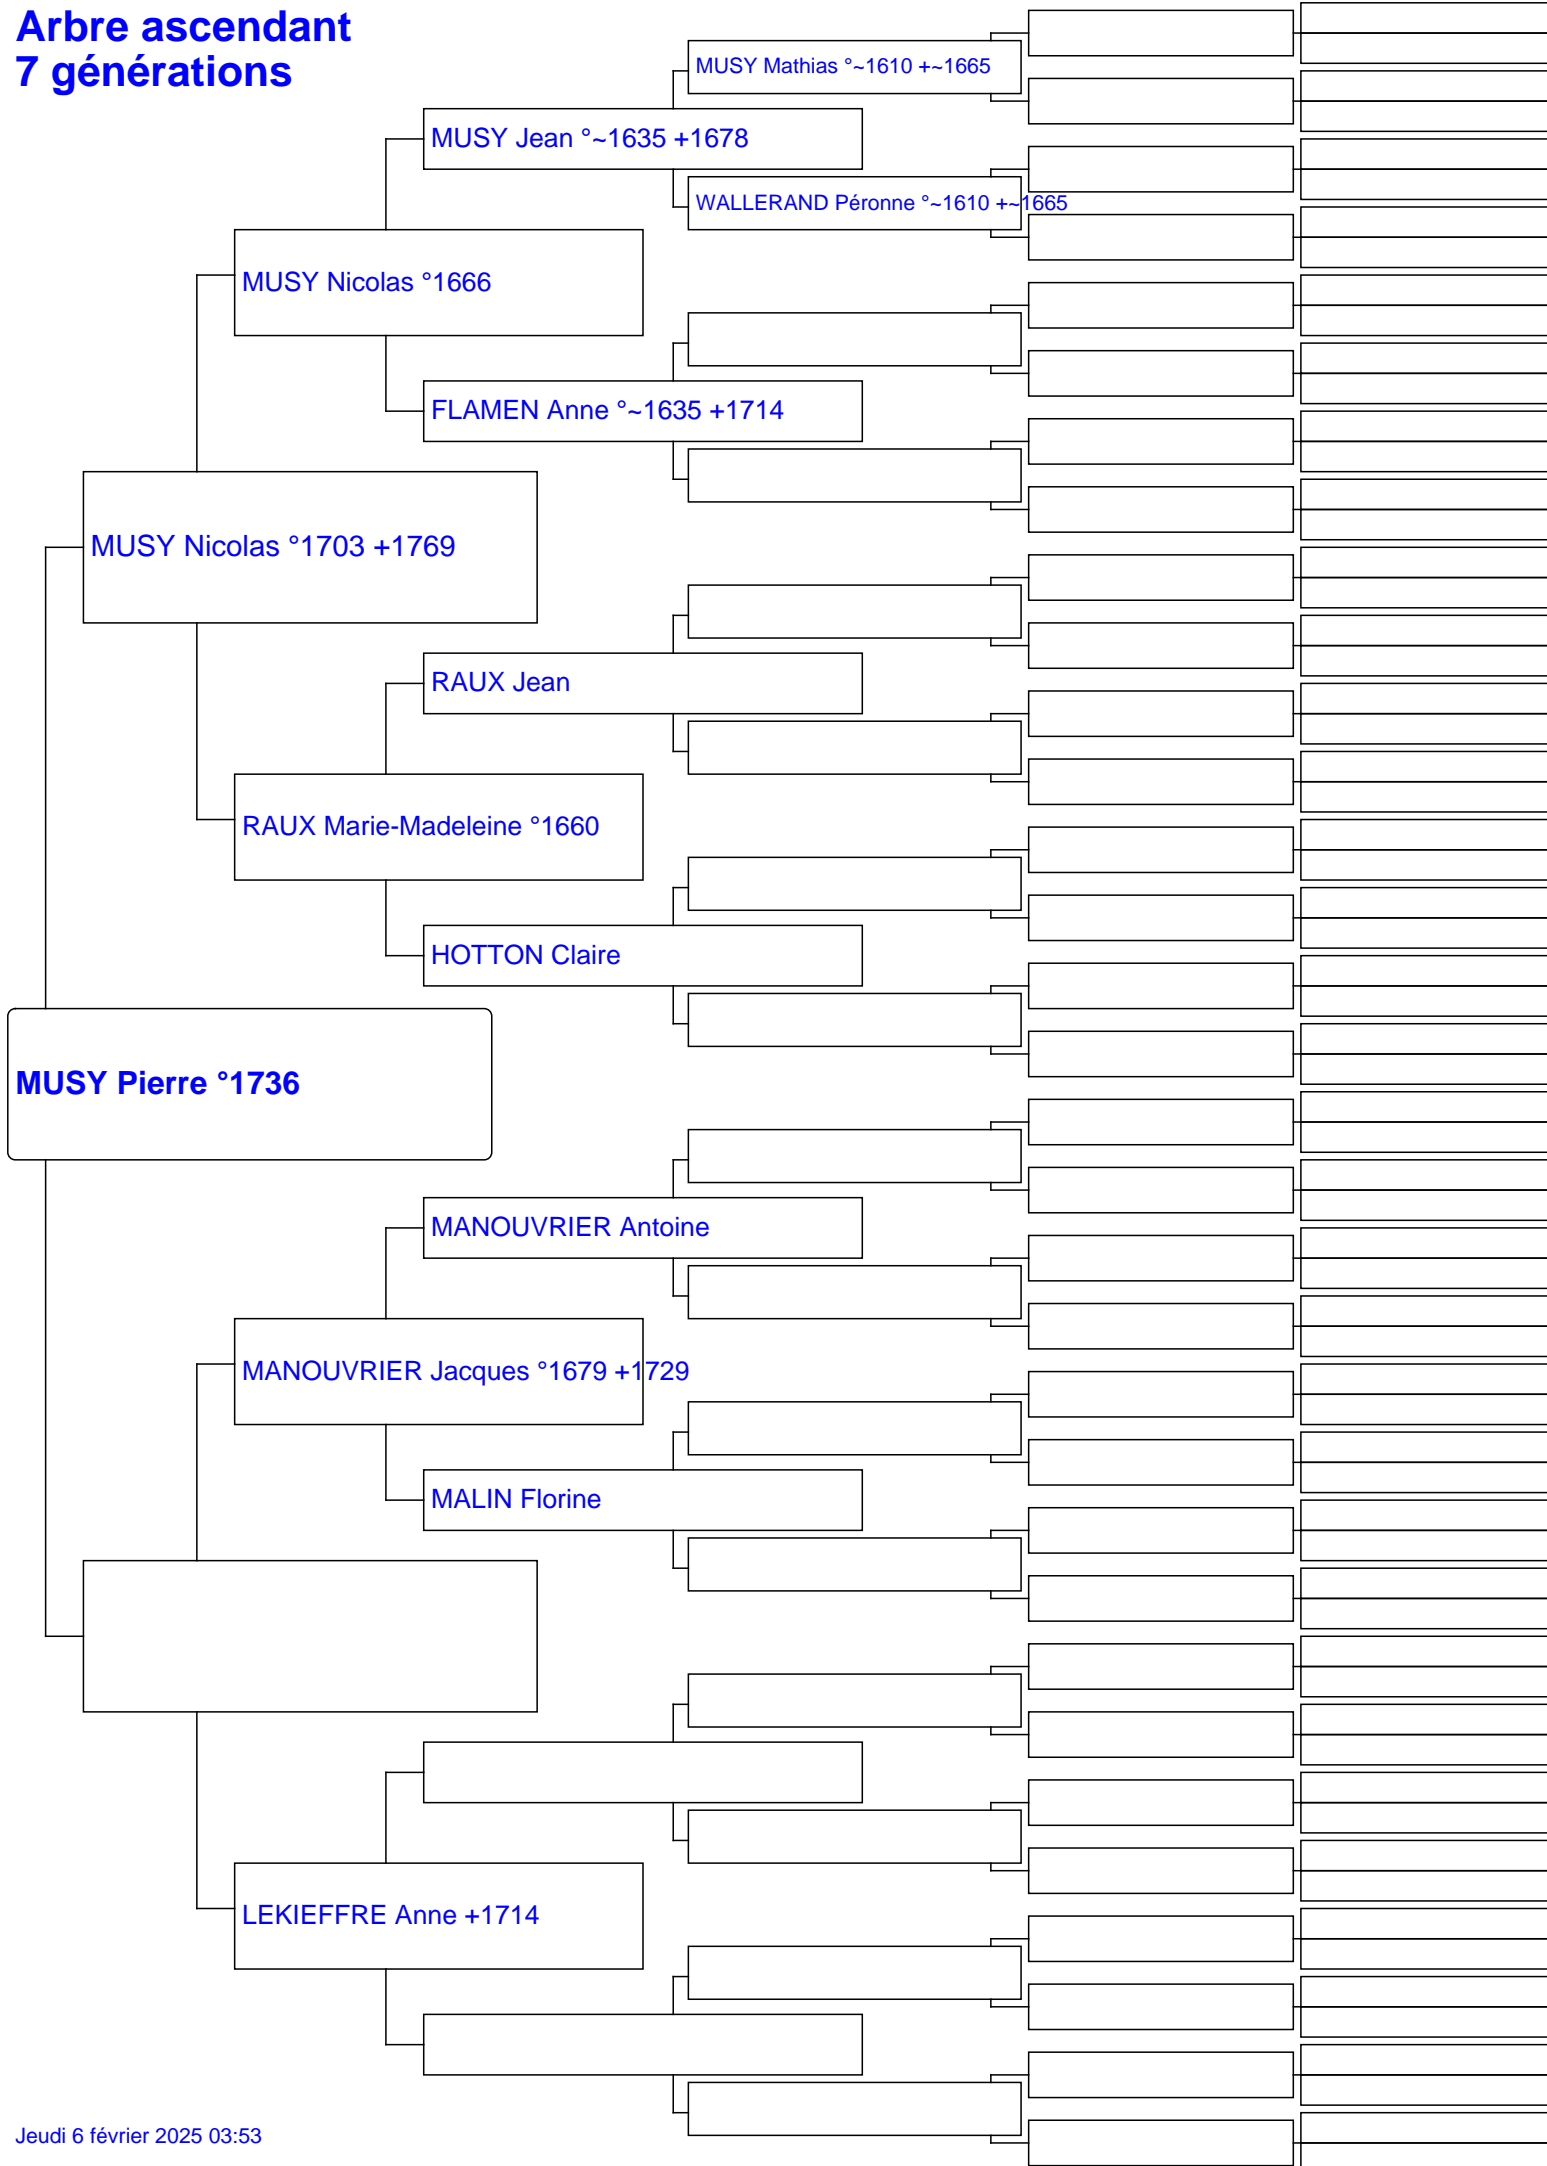 Arbre ascendant
7 générations
MUSY Mathias °~1610 +~1665
MUSY Jean °~1635 +1678
WALLERAND Péronne °~1610 +~1665
MUSY Nicolas °1666
FLAMEN Anne °~1635 +1714
MUSY Nicolas °1703 +1769
RAUX Jean
RAUX Marie-Madeleine °1660
HOTTON Claire
MUSY Pierre °1736
MANOUVRIER Antoine
MANOUVRIER Jacques °1679 +1729
MALIN Florine
LEKIEFFRE Anne +1714
Jeudi 6 février 2025 03:53